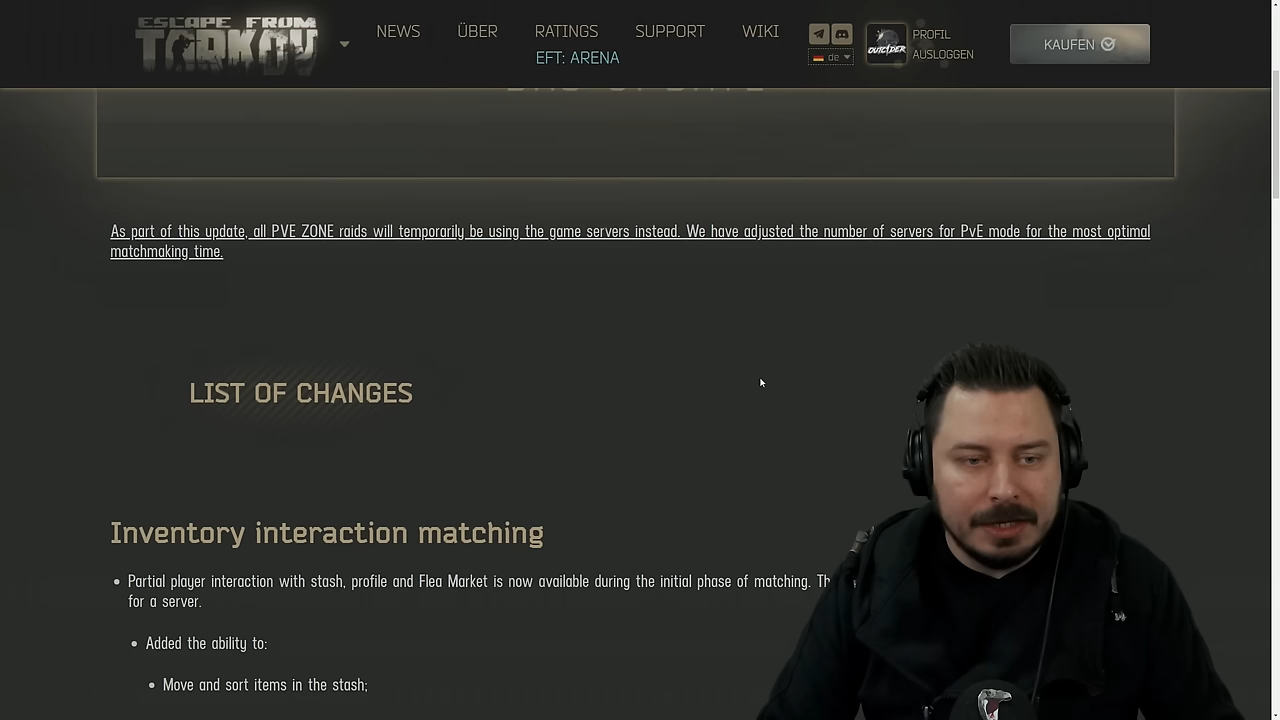 ESCAPE FROM
TARKOV
NEWS
ÜBER
RATINGS
SUPPORT
WIKI
EFT: ARENA
de
OUTCIDER
PROFIL
AUSLOGGEN
KAUFEN
As part of this update, all PVE ZONE raids will temporarily be using the game servers instead. We have adjusted the number of servers for PvE mode for the most optimal
matchmaking time.
LIST OF CHANGES
Inventory interaction matching
Partial player interaction with stash, profile and Flea Market is now available during the initial phase of matching. Th
for a server.
Added the ability to:
Move and sort items in the stash;